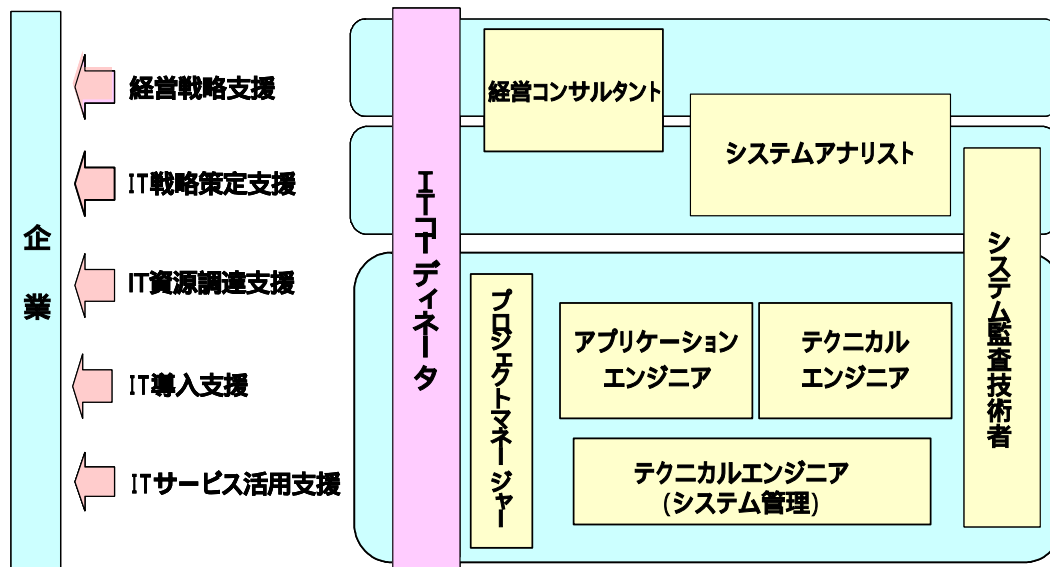 企業
経営戦略支援
IT戦略策定支援
IT資源調達支援
IT導入支援
ITサービス活用支援
ITコーディネータ
経営コンサルタント
システムアナリスト
システム監査技術者
プロジェクトマネージャー
アプリケーション
エンジニア
テクニカル
エンジニア
テクニカルエンジニア
(システム管理)